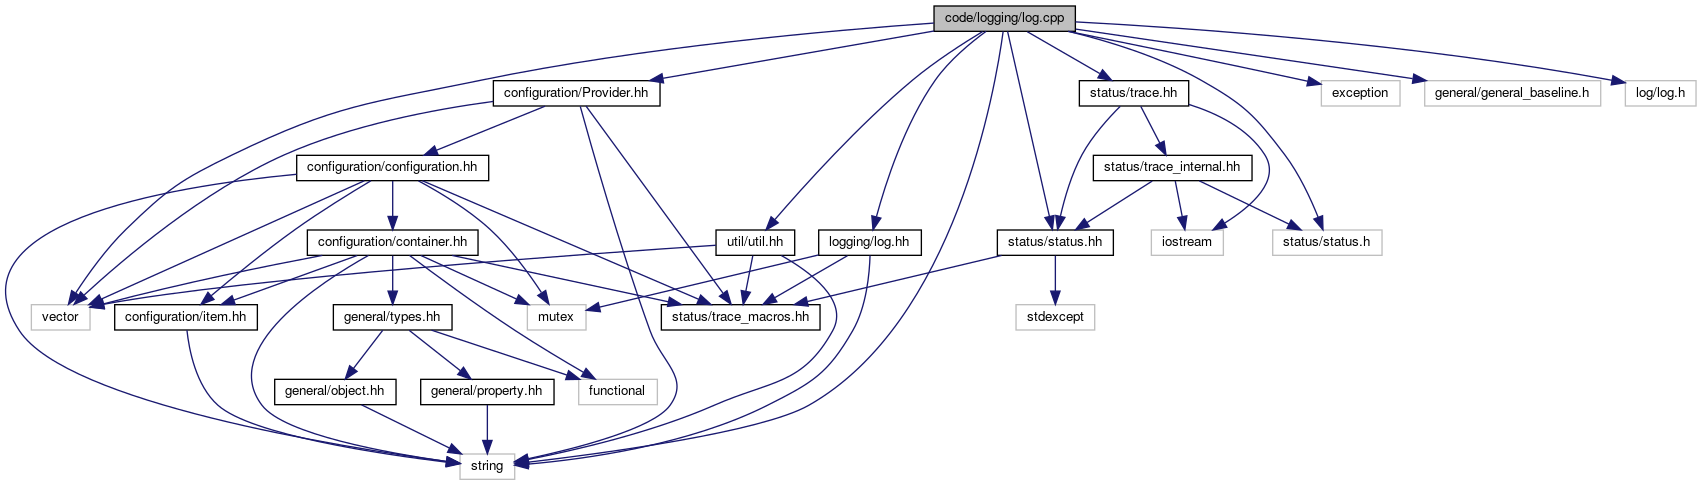 code/logging/log.cpp
configuration/Provider.hh
status/trace.hh
exception
general/general_baseline.h
log/log.h
configuration/configuration.hh
status/trace_internal.hh
configuration/container.hh
util/util.hh
logging/log.hh
status/status.hh
iostream
status/status.h
vector
configuration/item.hh
general/types.hh
mutex
status/trace_macros.hh
stdexcept
general/object.hh
general/property.hh
functional
string